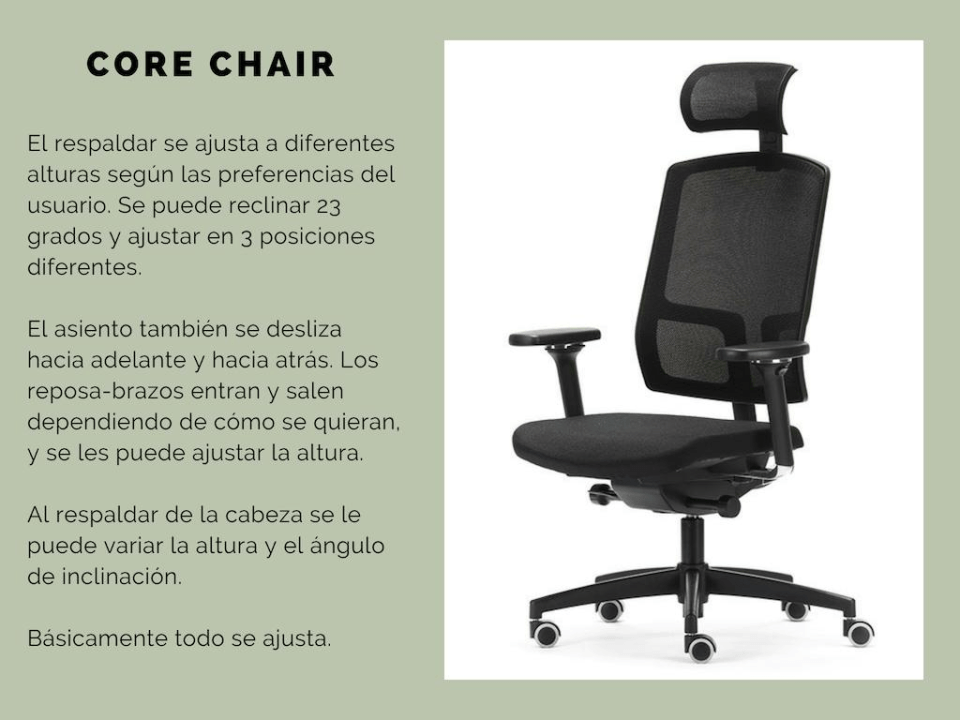 CORE CHAIR
El respaldar se ajusta a diferentes
alturas según las preferencias del
usuario. Se puede reclinar 23
grados y ajustar en 3 posiciones
diferentes.
El asiento también se desliza
hacia adelante y hacia atrás. Los
reposa-brazos entran y salen
dependiendo de cómo se quieran,
y se les puede ajustar la altura.
Al respaldar de la cabeza se le
puede variar la altura y el ángulo
de inclinación.
Básicamente todo se ajusta.